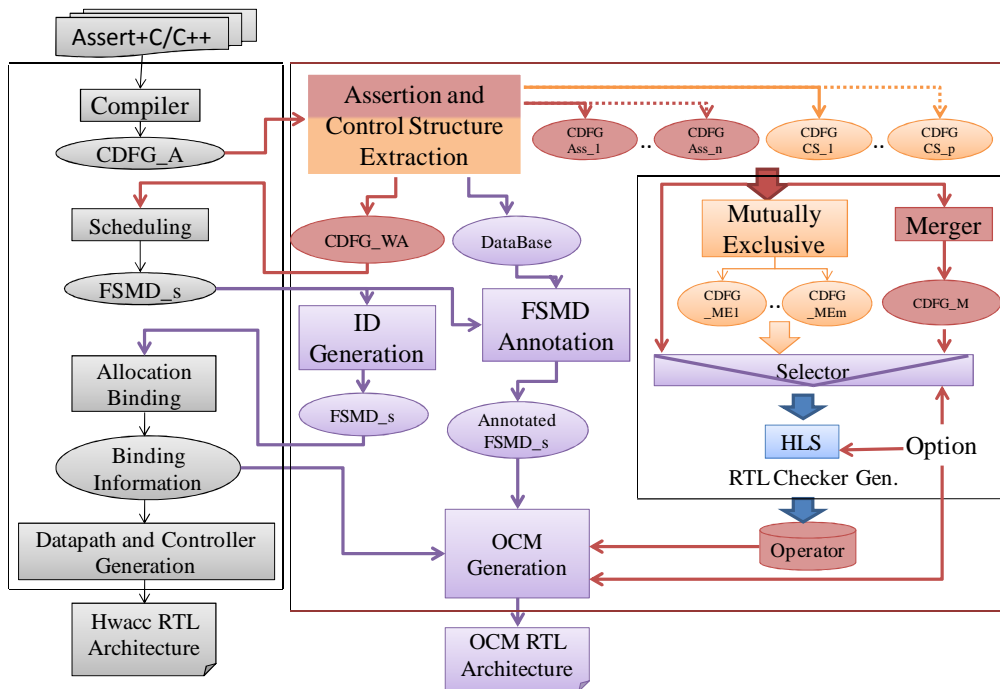 Assert+C/C++
Compiler
CDFG_A
Scheduling
FSMD_s
Allocation
Binding
Binding
Information
Datapath and Controller
Generation
Hwacc RTL
Architecture
Assertion and
Control Structure
Extraction
CDFG
Ass_1
..
CDFG
Ass_n
CDFG
CS_1
..
CDFG
CS_p
CDFG_WA
DataBase
ID
Generation
FSMD
Annotation
FSMD_s
Annotated
FSMD_s
OCM
Generation
OCM RTL
Architecture
Mutually
Exclusive
Merger
CDFG
_ME1
..
CDFG
_MEm
CDFG_M
Selector
HLS
Option
RTL Checker Gen.
Operator